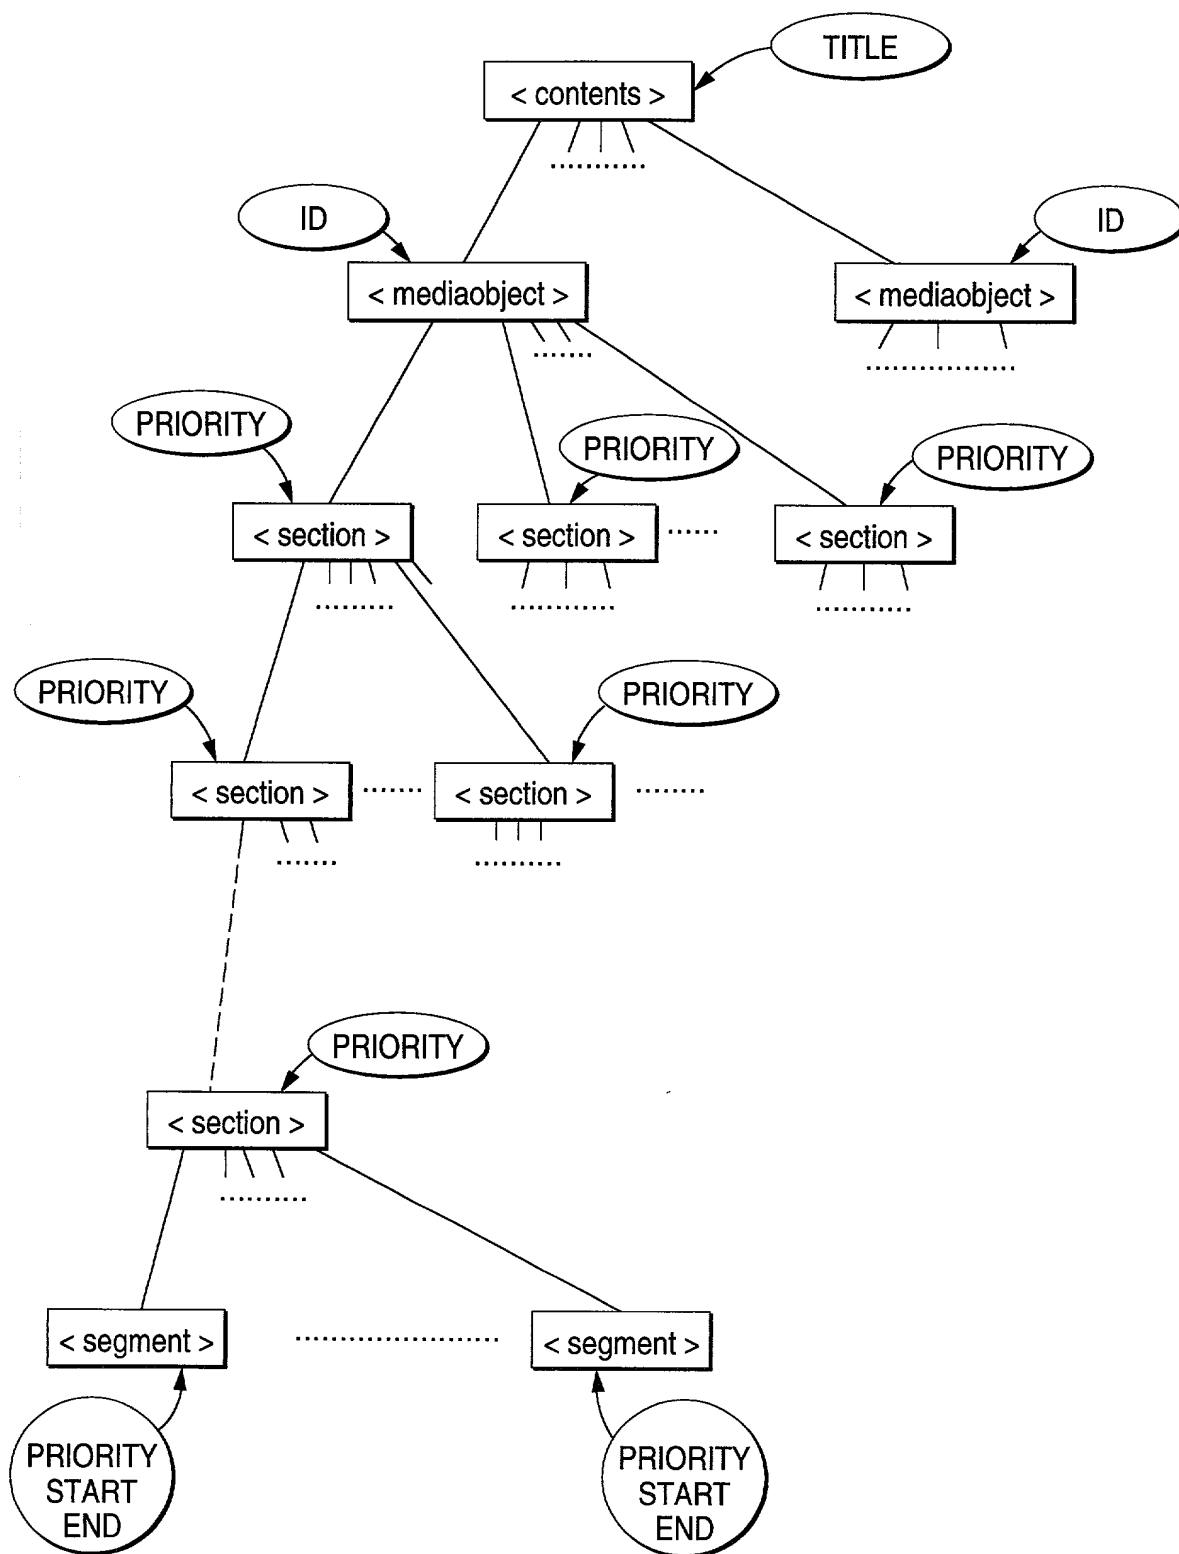 TITLE
< contents >
ID
ID
< mediaobject >
< mediaobject >
PRIORITY
PRIORITY
PRIORITY
< section >
< section >
< section >
PRIORITY
PRIORITY
< section >
< section >
PRIORITY
< section >
< segment >
< segment >
PRIORITY
START
END
PRIORITY
START
END